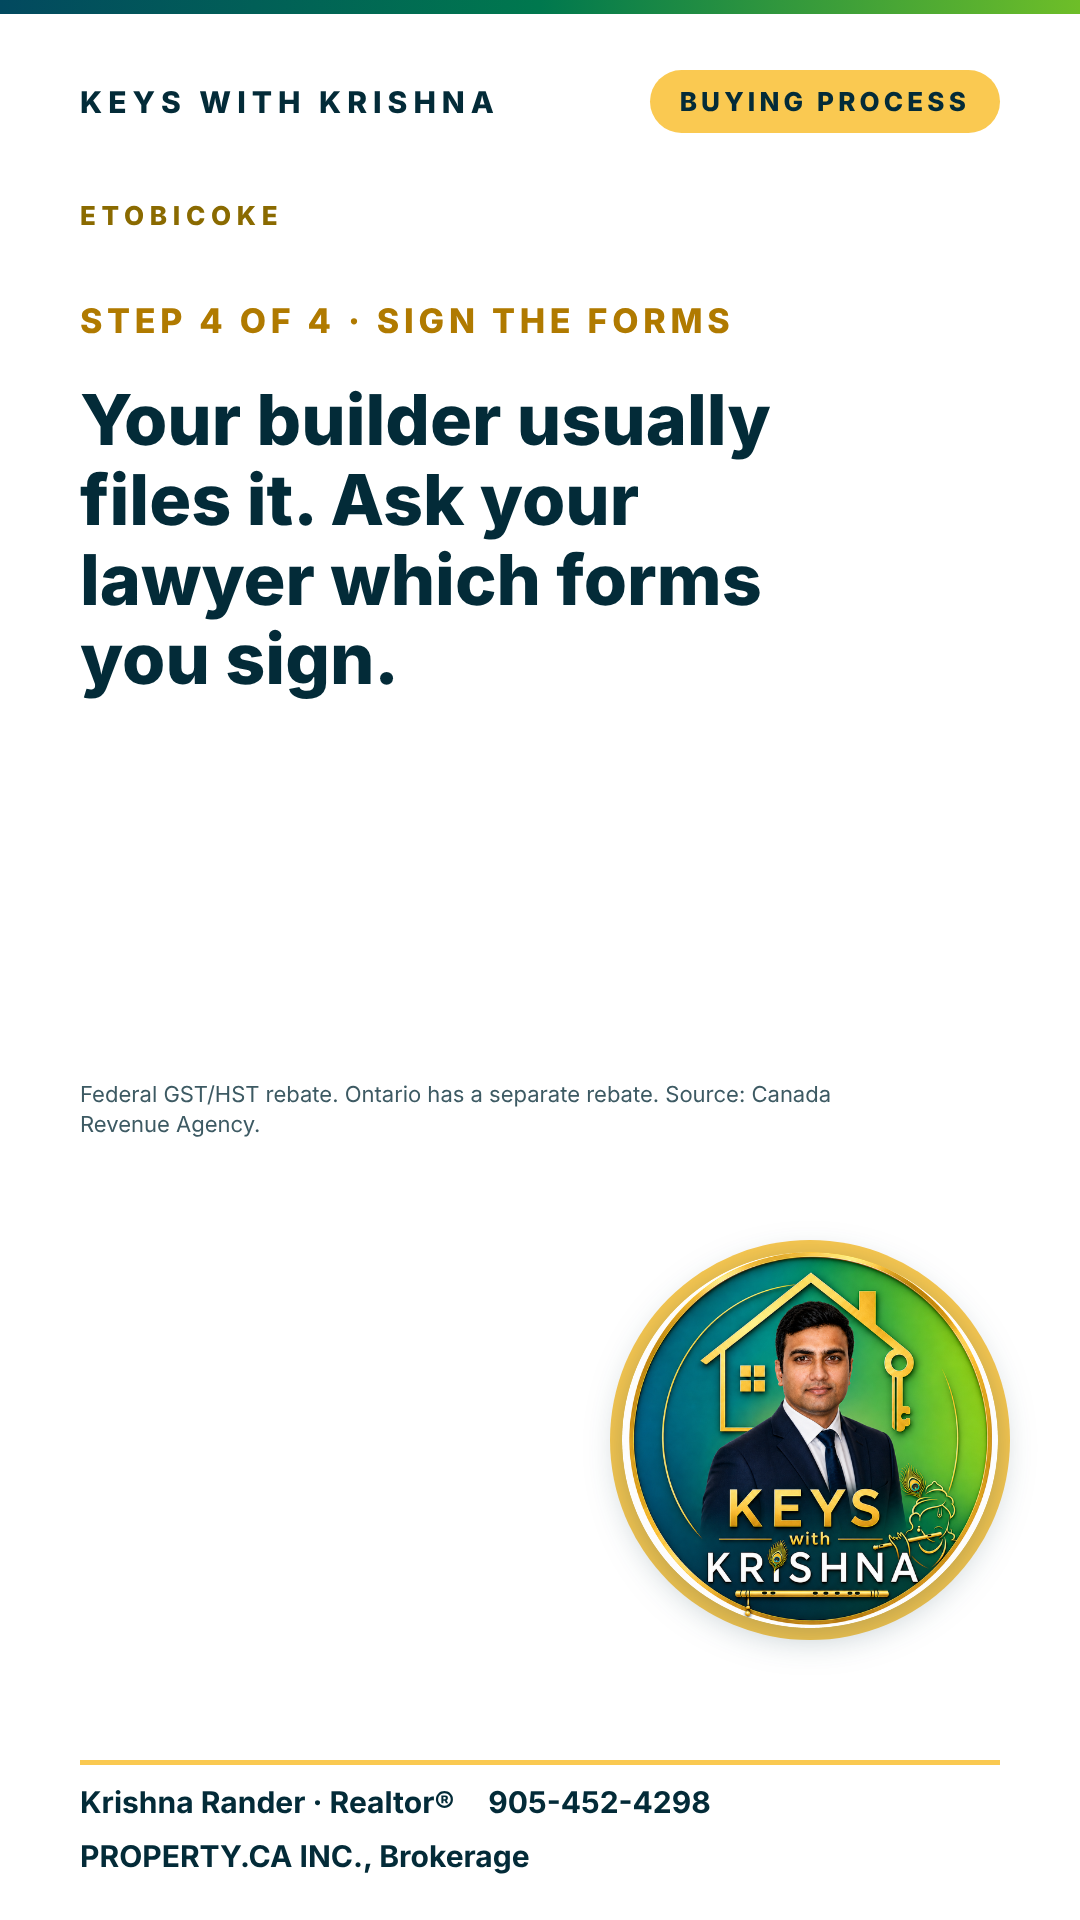 KEYS WITH KRISHNA
BUYING PROCESS
ETOBICOKE
STEP 4 OF 4 · SIGN THE FORMS
Your builder usually
files it. Ask your
lawyer which forms
you sign.
Federal GST/HST rebate. Ontario has a separate rebate. Source: Canada
Revenue Agency.
KEYS
with
KRISHNA
Krishna Rander · Realtor® 905-452-4298
PROPERTY.CA INC., Brokerage